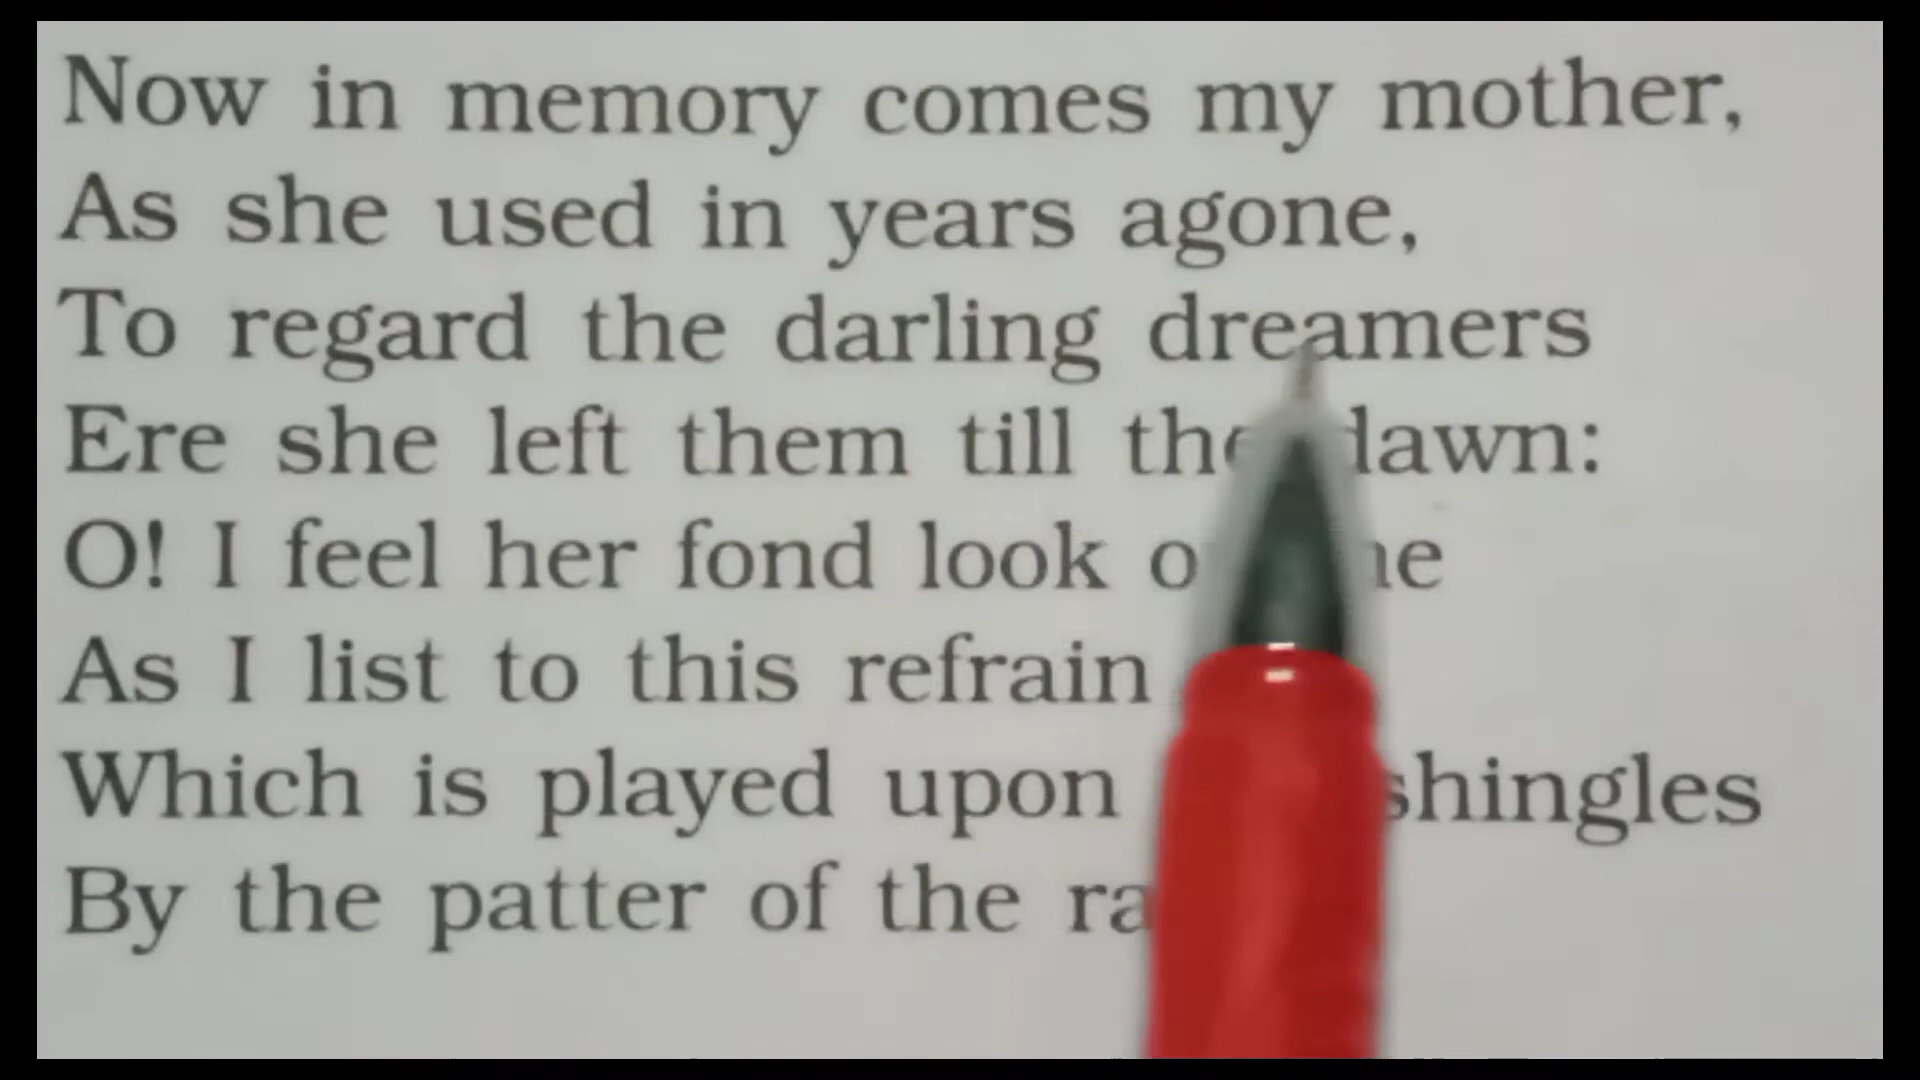 Now in memory comes my mother,
As she used in years agone,
To regard the darling dreamers
Ere she left them till the dawn:
O! I feel her fond look
As I list to this refrain
Which is played upon shingles
By the patter of the